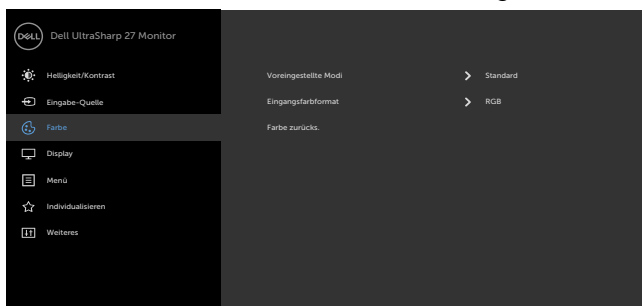 DELL Dell UltraSharp 27 Monitor
Helligkeit/Kontrast Voreingestellte Modi Standard
Eingabe-Quelle Eingangsfarbformat RGB
Farbe Farbe zurücks.
Display
Menü
Individualisieren
Weiteres